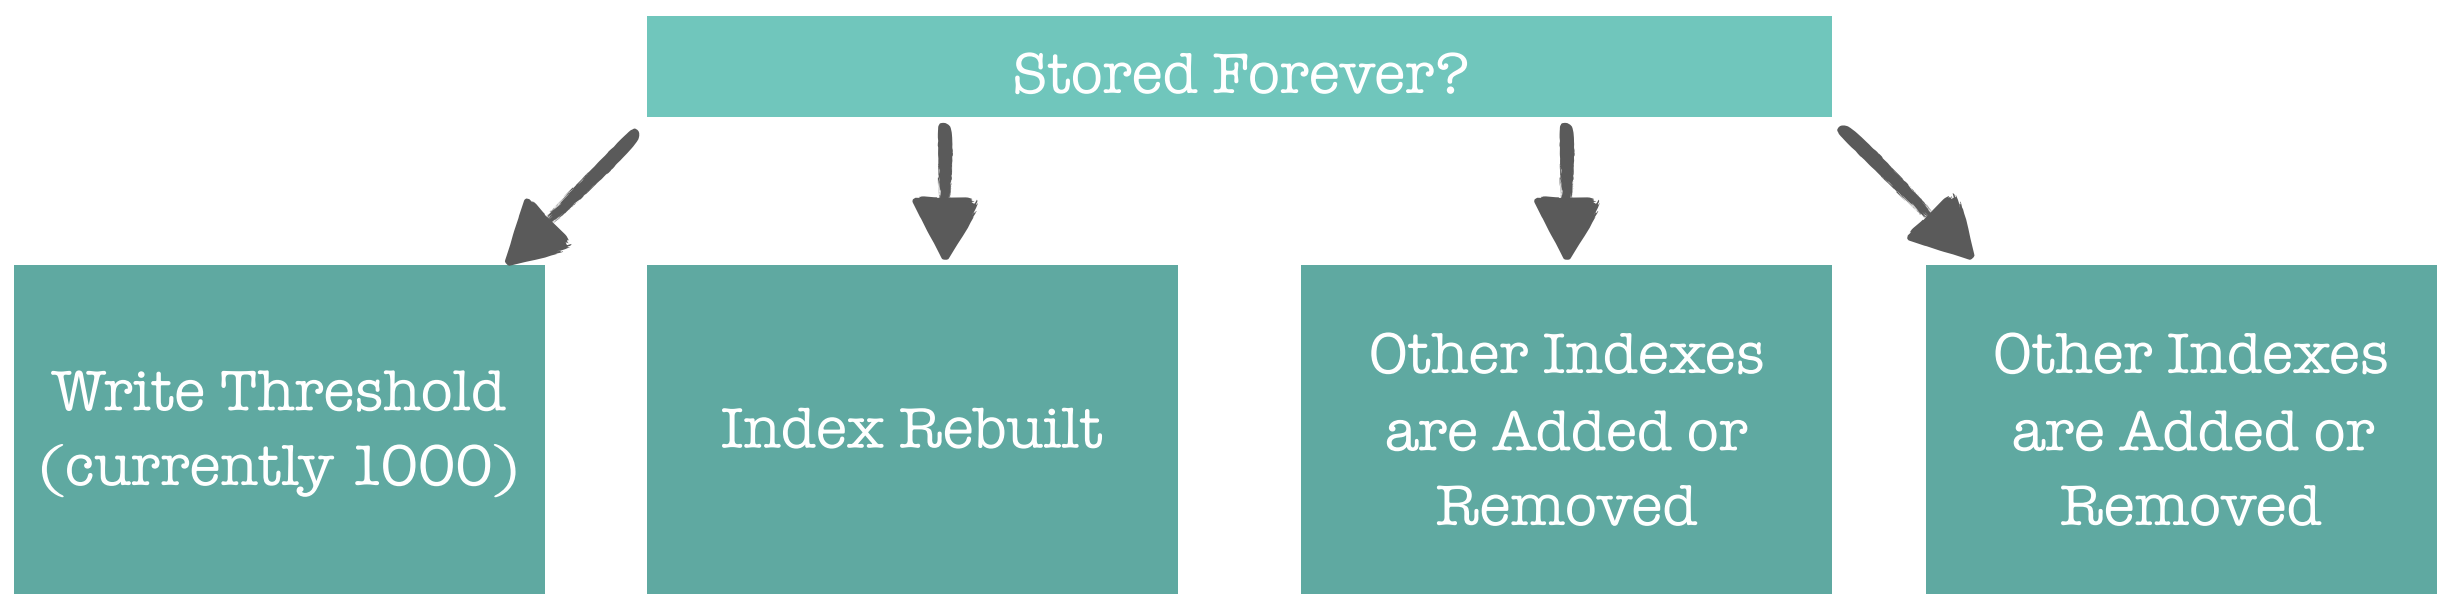 Stored Forever?
Write Threshold
(currently 1000)
Index Rebuilt
Other Indexes
are Added or
Removed
Other Indexes
are Added or
Removed